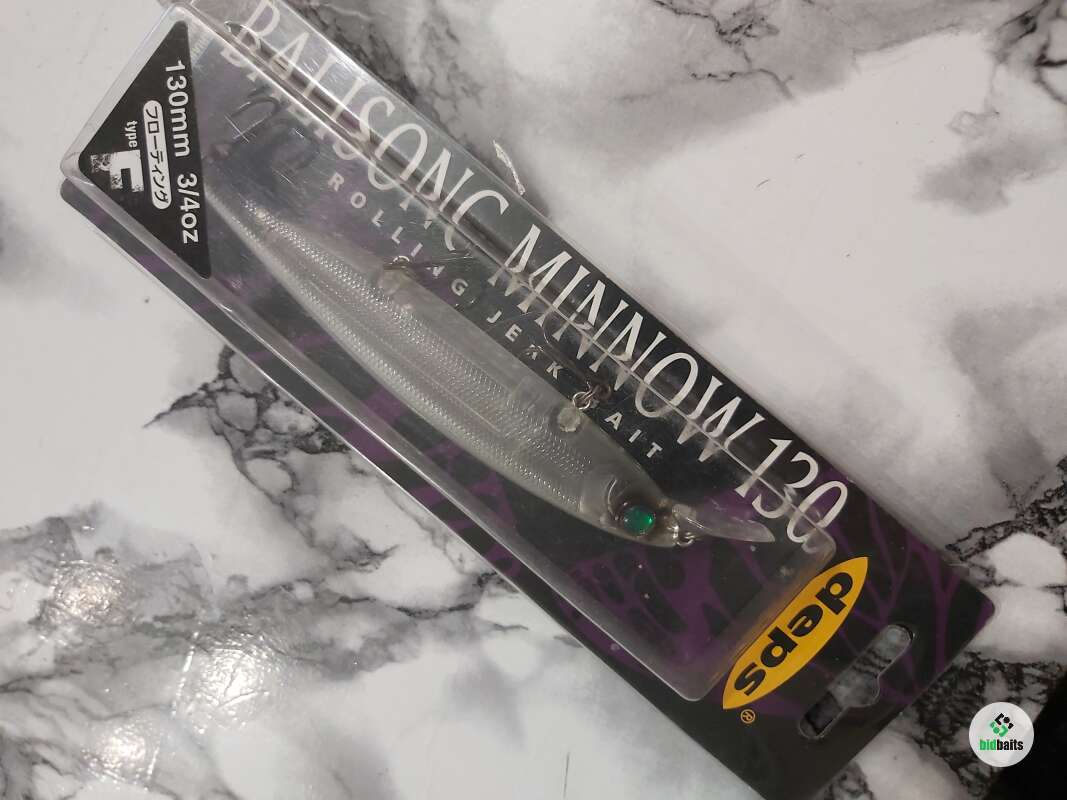 BALISONG MINNOW 130
ROLLING JERK BAIT
130mm 3/4oz
フローティング
type
F
deps®
bidbaits